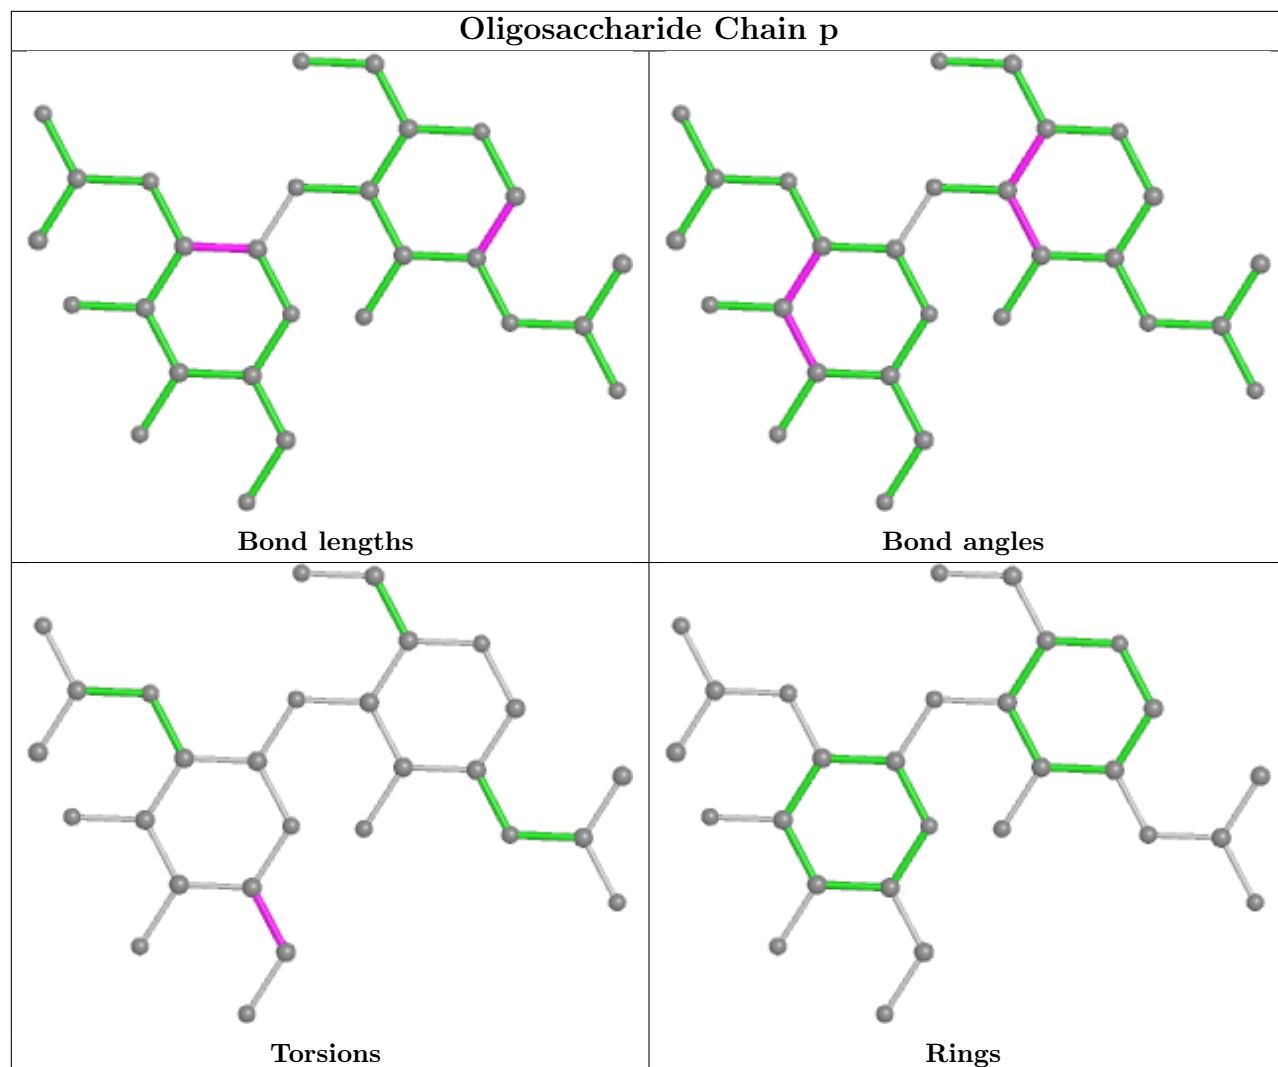 Oligosaccharide Chain p
Bond lengths
Bond angles
Torsions
Rings